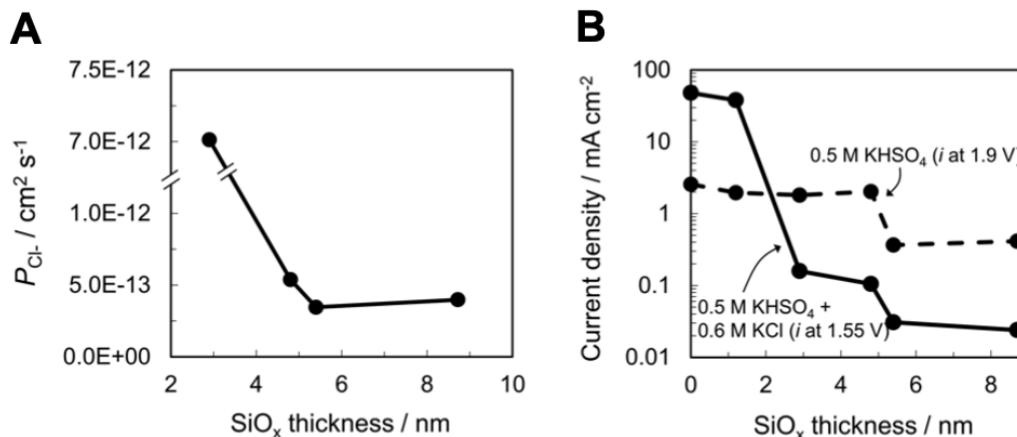 A
7.5E-12
7.0E-12
1.0E-12
5.0E-13
0.0E+00
P_Cl- / cm² s⁻¹
2 4 6 8 10
SiOₓ thickness / nm
B
100
10
1
0.1
0.01
Current density / mA cm⁻²
0.5 M KHSO₄ (i at 1.9 V)
0.5 M KHSO₄ +
0.6 M KCl (i at 1.55 V)
0 2 4 6 8
SiOₓ thickness / nm